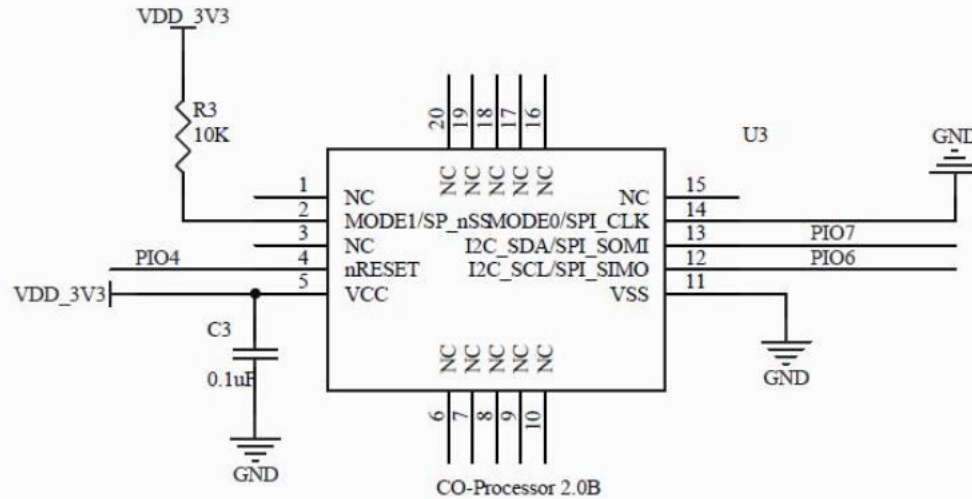 VDD_3V3
R3
10K
20
19
18
17
16
U3
GND
NC
NC
NC
NC
NC
1
NC
NC
15
2
MODE1/SP_nSS
MODE0/SPI_CLK
14
3
NC
I2C_SDA/SPI_SOMI
13
PIO7
PIO4
4
nRESET
I2C_SCL/SPI_SIMO
12
PIO6
VDD_3V3
5
VCC
VSS
11
C3
0.1uF
GND
NC
NC
NC
NC
NC
GND
6
7
8
9
10
CO-Processor 2.0B